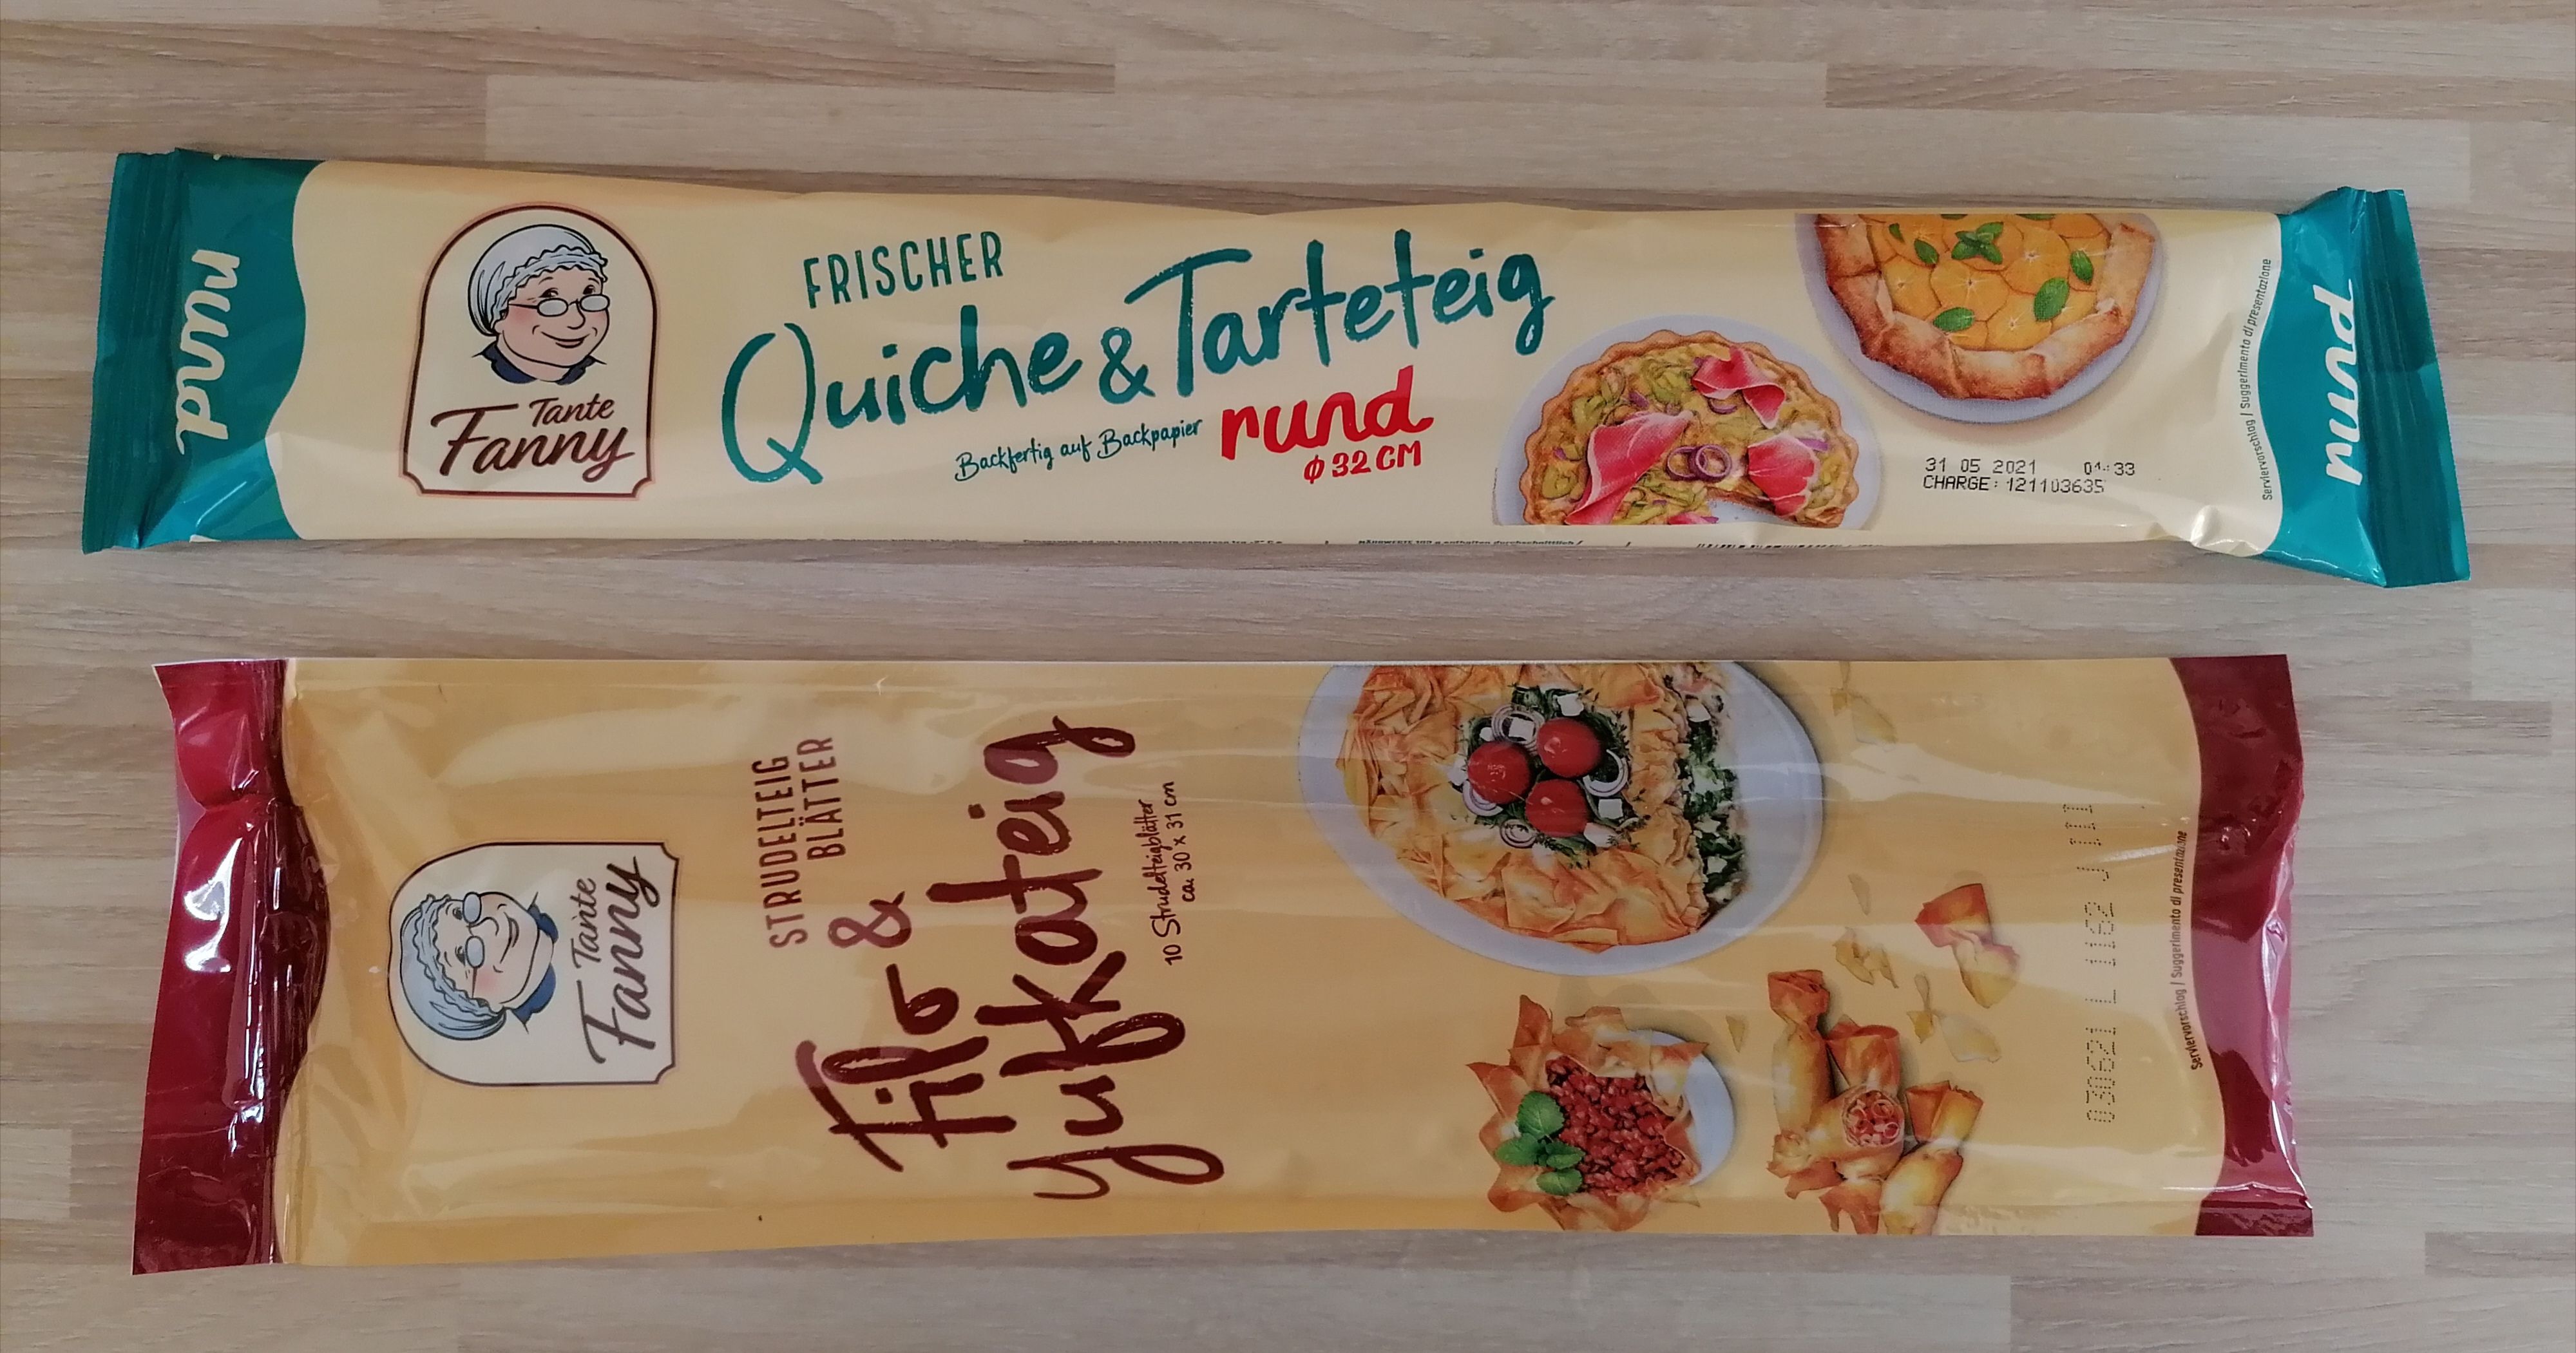 rund
Tante
Fanny
FRISCHER
Quiche & Tarteteig
Backfertig auf Backpapier
rund
ϕ 32 CM
31 05 2021
CHARGE: 121103635
Serviervorschlag | Suggerimento di presentazione
rund
Tante
Fanny
STRUDELTEIG
BLÄTTER
&
Filo
yufkateig
10 Strudelteigblätter
ca. 30 x 31 cm
030621 L 1162 J
Serviervorschlag | Suggerimento di presentazione